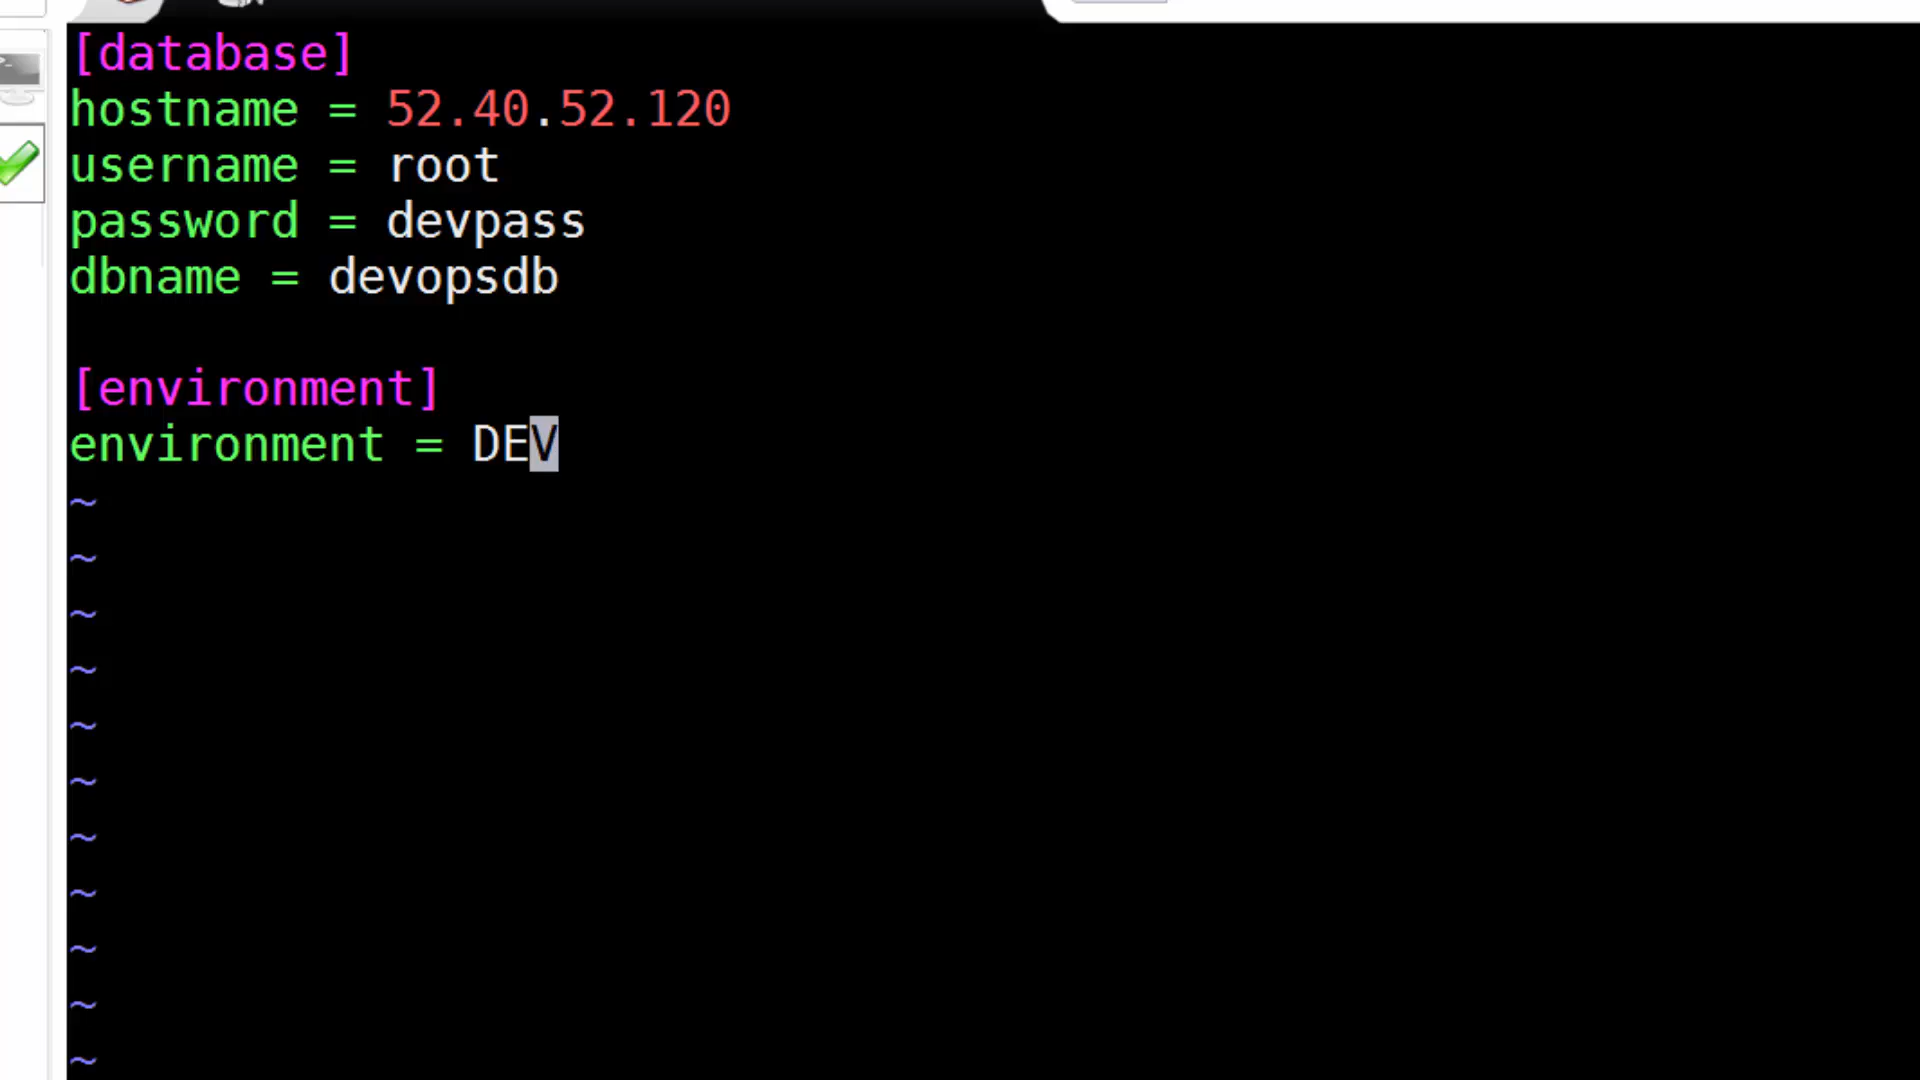 [database]
hostname = 52.40.52.120
username = root
password = devpass
dbname = devopsdb

[environment]
environment = DEV
~
~
~
~
~
~
~
~
~
~
~